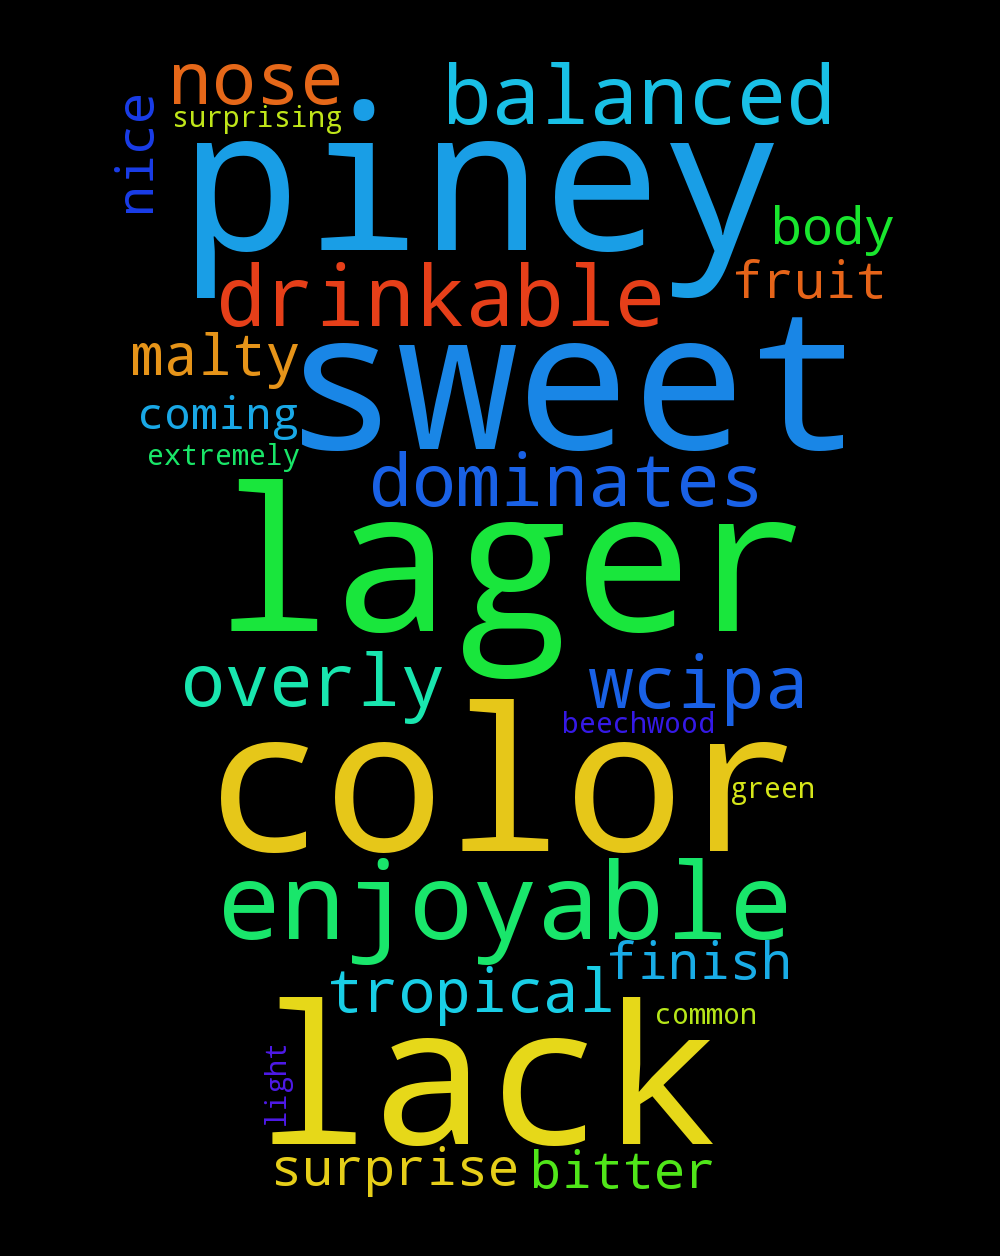 nose
balanced
nice
surprising
piney
body
drinkable
fruit
malty
sweet
coming
extremely
dominates
lager
overly
wcipa
beechwood
color
green
enjoyable
finish
tropical
common
lack
light
surprise
bitter